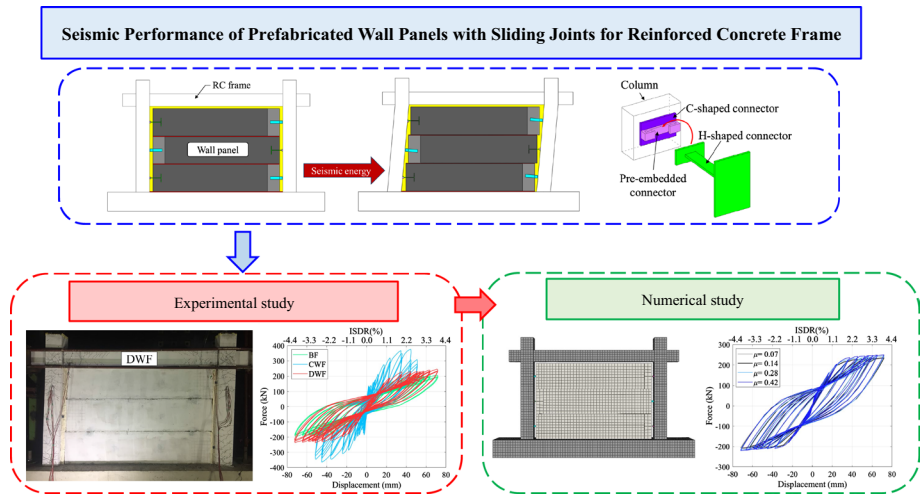 Seismic Performance of Prefabricated Wall Panels with Sliding Joints for Reinforced Concrete Frame
RC frame
Wall panel
Seismic energy
Column
C-shaped connector
H-shaped connector
Pre-embedded
connector
Experimental study
DWF
ISDR(%)
-4.4 -3.3 -2.2 -1.1 0.0 1.1 2.2 3.3 4.4
400
300
200
100
0
-100
-200
-300
-400
Force (kN)
BF
CWF
DWF
-80 -60 -40 -20 0 20 40 60 80
Displacement (mm)
Numerical study
ISDR(%)
-4.4 -3.3 -2.2 -1.1 0.0 1.1 2.2 3.3 4.4
300
200
100
0
-100
-200
-300
Force (kN)
μ= 0.07
μ= 0.14
μ= 0.28
μ= 0.42
-80 -60 -40 -20 0 20 40 60 80
Displacement (mm)